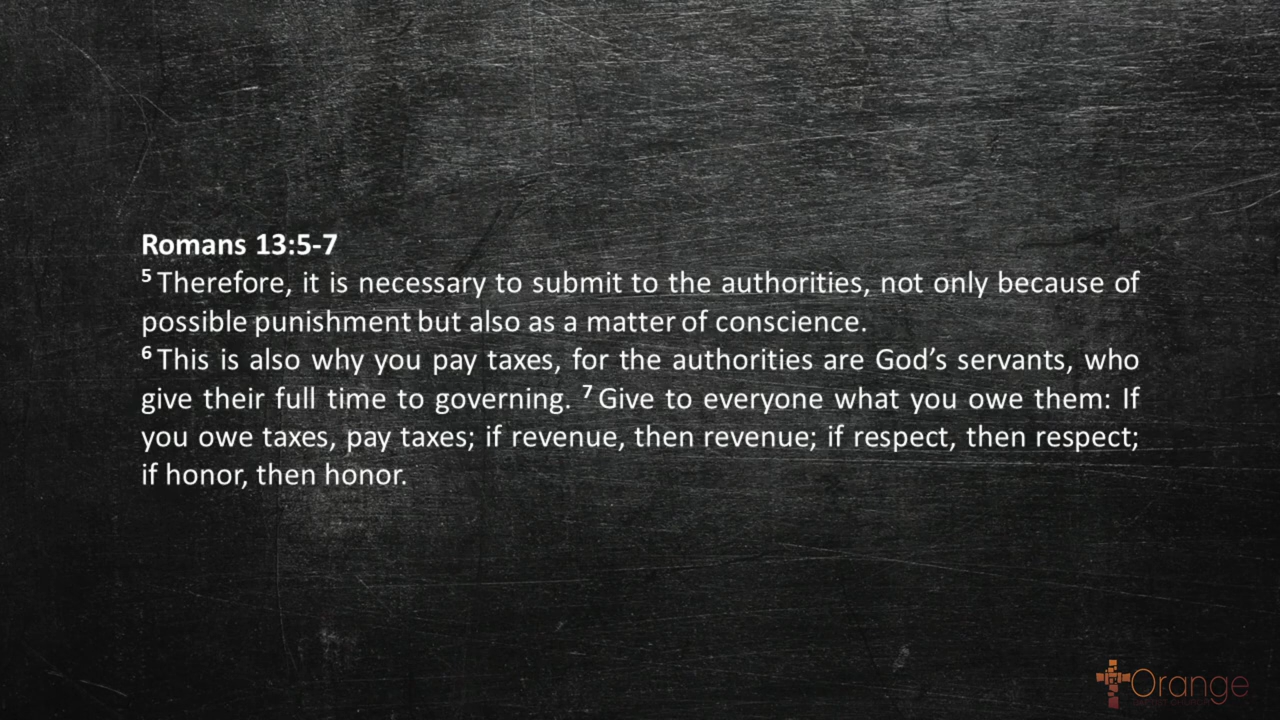 Romans 13:5-7
⁵ Therefore, it is necessary to submit to the authorities, not only because of
possible punishment but also as a matter of conscience.
⁶ This is also why you pay taxes, for the authorities are God’s servants, who
give their full time to governing. ⁷ Give to everyone what you owe them: If
you owe taxes, pay taxes; if revenue, then revenue; if respect, then respect;
if honor, then honor.
Orange